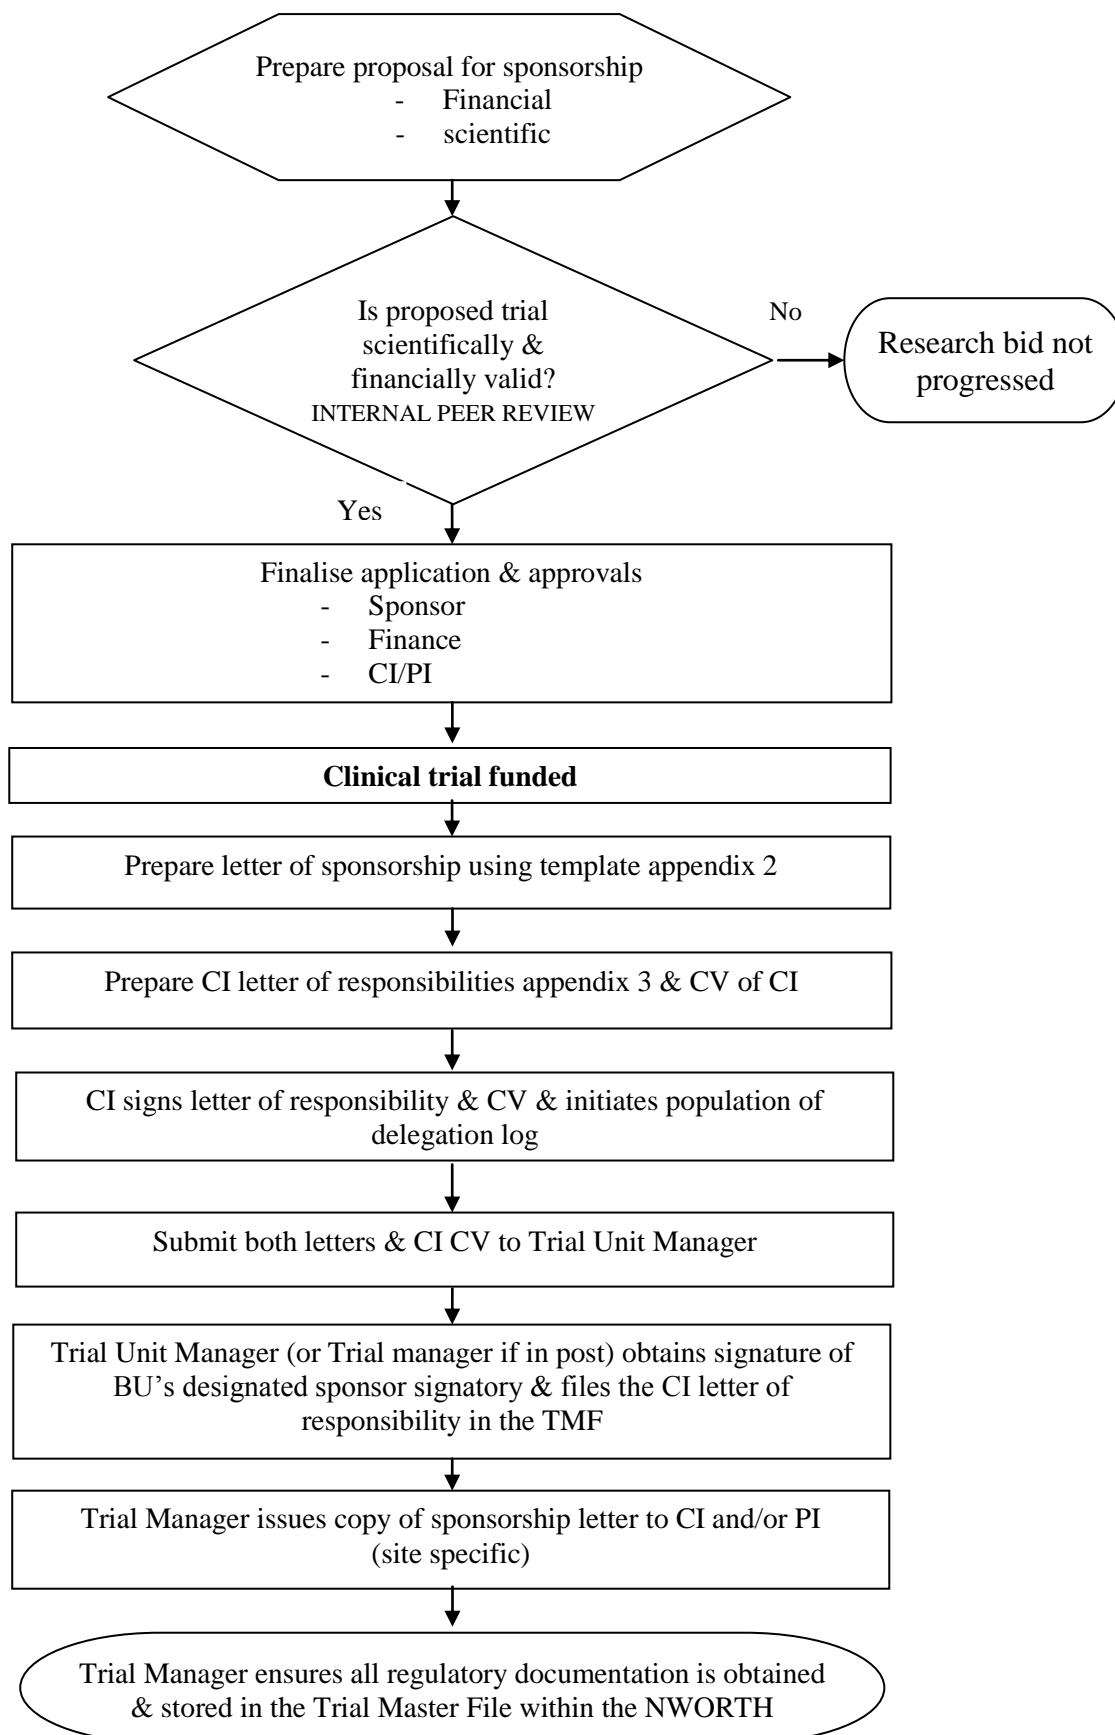 Prepare proposal for sponsorship
- Financial
- scientific
Is proposed trial
scientifically &
financially valid?
INTERNAL PEER REVIEW
No
Research bid not
progressed
Yes
Finalise application & approvals
- Sponsor
- Finance
- CI/PI
Clinical trial funded
Prepare letter of sponsorship using template appendix 2
Prepare CI letter of responsibilities appendix 3 & CV of CI
CI signs letter of responsibility & CV & initiates population of
delegation log
Submit both letters & CI CV to Trial Unit Manager
Trial Unit Manager (or Trial manager if in post) obtains signature of
BU’s designated sponsor signatory & files the CI letter of
responsibility in the TMF
Trial Manager issues copy of sponsorship letter to CI and/or PI
(site specific)
Trial Manager ensures all regulatory documentation is obtained
& stored in the Trial Master File within the NWORTH